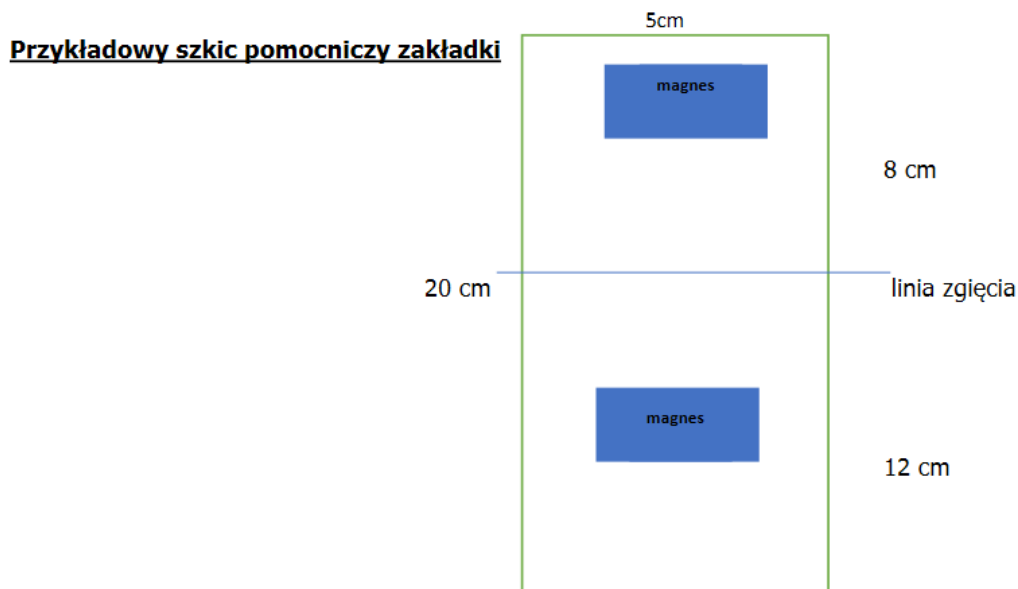 5cm
Przykładowy szkic pomocniczy zakładki
magnes
8 cm
20 cm
linia zgięcia
magnes
12 cm